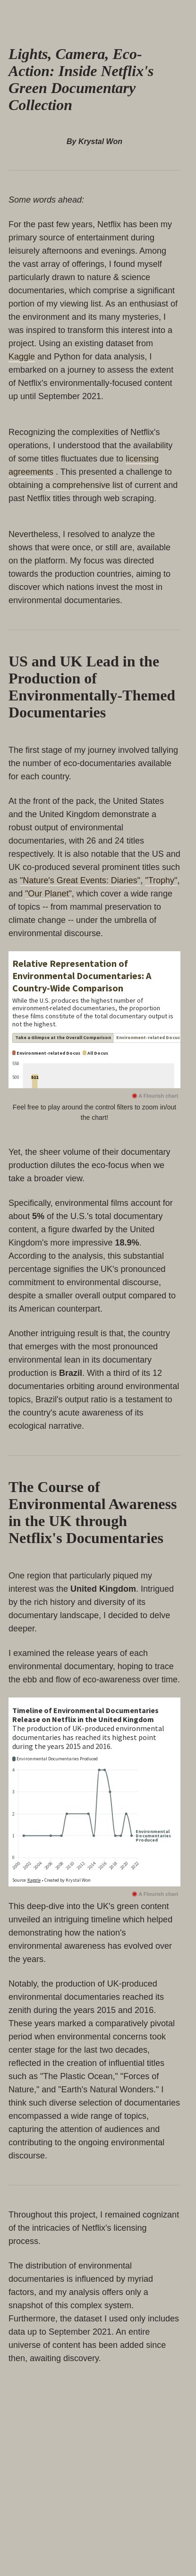 Lights, Camera, Eco-
Action: Inside Netflix's
Green Documentary
Collection
By Krystal Won
Some words ahead:
For the past few years, Netflix has been my
primary source of entertainment during
leisurely afternoons and evenings. Among
the vast array of offerings, I found myself
particularly drawn to nature & science
documentaries, which comprise a significant
portion of my viewing list. As an enthusiast of
the environment and its many mysteries, I
was inspired to transform this interest into a
project. Using an existing dataset from
Kaggle and Python for data analysis, I
embarked on a journey to assess the extent
of Netflix's environmentally-focused content
up until September 2021.
Recognizing the complexities of Netflix's
operations, I understood that the availability
of some titles fluctuates due to licensing
agreements . This presented a challenge to
obtaining a comprehensive list of current and
past Netflix titles through web scraping.
Nevertheless, I resolved to analyze the
shows that were once, or still are, available
on the platform. My focus was directed
towards the production countries, aiming to
discover which nations invest the most in
environmental documentaries.
US and UK Lead in the
Production of
Environmentally-Themed
Documentaries
The first stage of my journey involved tallying
the number of eco-documentaries available
for each country.
At the front of the pack, the United States
and the United Kingdom demonstrate a
robust output of environmental
documentaries, with 26 and 24 titles
respectively. It is also notable that the US and
UK co-produced several prominent titles such
as "Nature's Great Events: Diaries", "Trophy",
and "Our Planet", which cover a wide range
of topics -- from mammal preservation to
climate change -- under the umbrella of
environmental discourse.
Relative Representation of
Environmental Documentaries: A
Country-Wide Comparison
While the U.S. produces the highest number of
environment-related documentaries, the proportion
these films constitute of the total documentary output is
not the highest.
Take a Glimpse at the Overall Comparison Environment-related Docus
Environment-related Docus All Docus
550
500
511
A Flourish chart
Feel free to play around the control filters to zoom in/out
the chart!
Yet, the sheer volume of their documentary
production dilutes the eco-focus when we
take a broader view.
Specifically, environmental films account for
about 5% of the U.S.'s total documentary
content, a figure dwarfed by the United
Kingdom's more impressive 18.9%.
According to the analysis, this substantial
percentage signifies the UK's pronounced
commitment to environmental discourse,
despite a smaller overall output compared to
its American counterpart.
Another intriguing result is that, the country
that emerges with the most pronounced
environmental lean in its documentary
production is Brazil. With a third of its 12
documentaries orbiting around environmental
topics, Brazil's output ratio is a testament to
the country's acute awareness of its
ecological narrative.
The Course of
Environmental Awareness
in the UK through
Netflix's Documentaries
One region that particularly piqued my
interest was the United Kingdom. Intrigued
by the rich history and diversity of its
documentary landscape, I decided to delve
deeper.
I examined the release years of each
environmental documentary, hoping to trace
the ebb and flow of eco-awareness over time.
Timeline of Environmental Documentaries
Release on Netflix in the United Kingdom
The production of UK-produced environmental
documentaries has reached its highest point
during the years 2015 and 2016.
Environmental Documentaries Produced
4
3
2
1
0
Environmental
Documentaries
Produced
2000 2002 2004 2006 2008 2010 2012 2014 2016 2018 2020 2022
Source: Kaggle • Created by Krystal Won
A Flourish chart
This deep-dive into the UK's green content
unveiled an intriguing timeline which helped
demonstrating how the nation's
environmental awareness has evolved over
the years.
Notably, the production of UK-produced
environmental documentaries reached its
zenith during the years 2015 and 2016.
These years marked a comparatively pivotal
period when environmental concerns took
center stage for the last two decades,
reflected in the creation of influential titles
such as "The Plastic Ocean," "Forces of
Nature," and "Earth's Natural Wonders." I
think such diverse selection of documentaries
encompassed a wide range of topics,
capturing the attention of audiences and
contributing to the ongoing environmental
discourse.
Throughout this project, I remained cognizant
of the intricacies of Netflix's licensing
process.
The distribution of environmental
documentaries is influenced by myriad
factors, and my analysis offers only a
snapshot of this complex system.
Furthermore, the dataset I used only includes
data up to September 2021. An entire
universe of content has been added since
then, awaiting discovery.